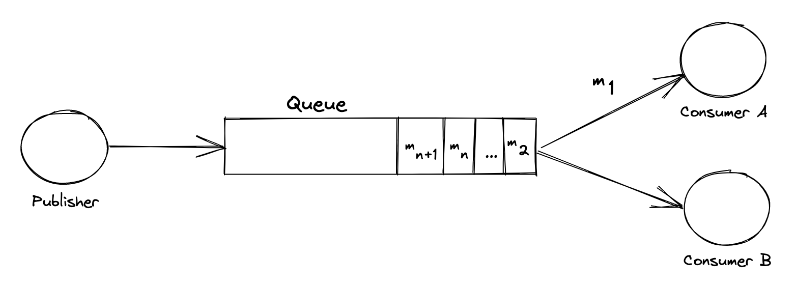 Queue
m1
Consumer A
mn+1 mn ... m2
Publisher
Consumer B